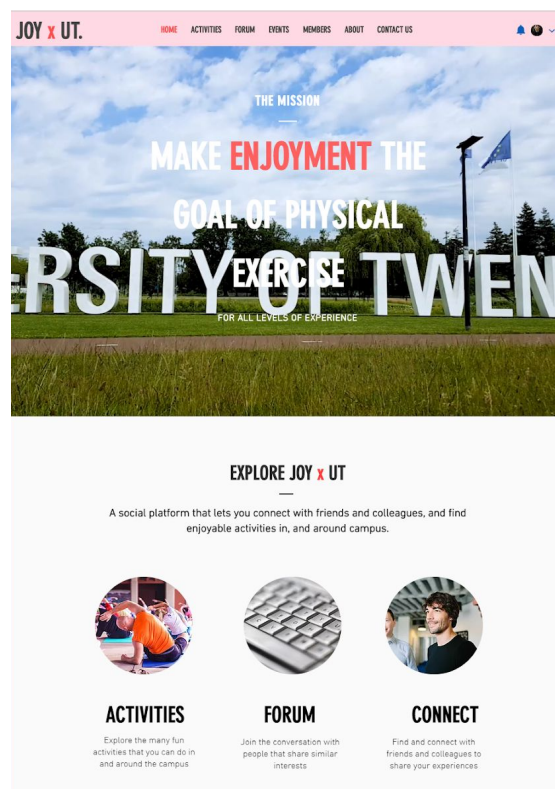 JOY x UT.
HOME ACTIVITIES FORUM EVENTS MEMBERS ABOUT CONTACT US
THE MISSION
MAKE ENJOYMENT THE
GOAL OF PHYSICAL
EXERCISE
ERSITY OF TWEN
FOR ALL LEVELS OF EXPERIENCE
EXPLORE JOY x UT
A social platform that lets you connect with friends and colleagues, and find
enjoyable activities in, and around campus.
ACTIVITIES
Explore the many fun
activities that you can do in
and around the campus
FORUM
Join the conversation with
people that share similar
interests
CONNECT
Find and connect with
friends and colleagues to
share your experiences